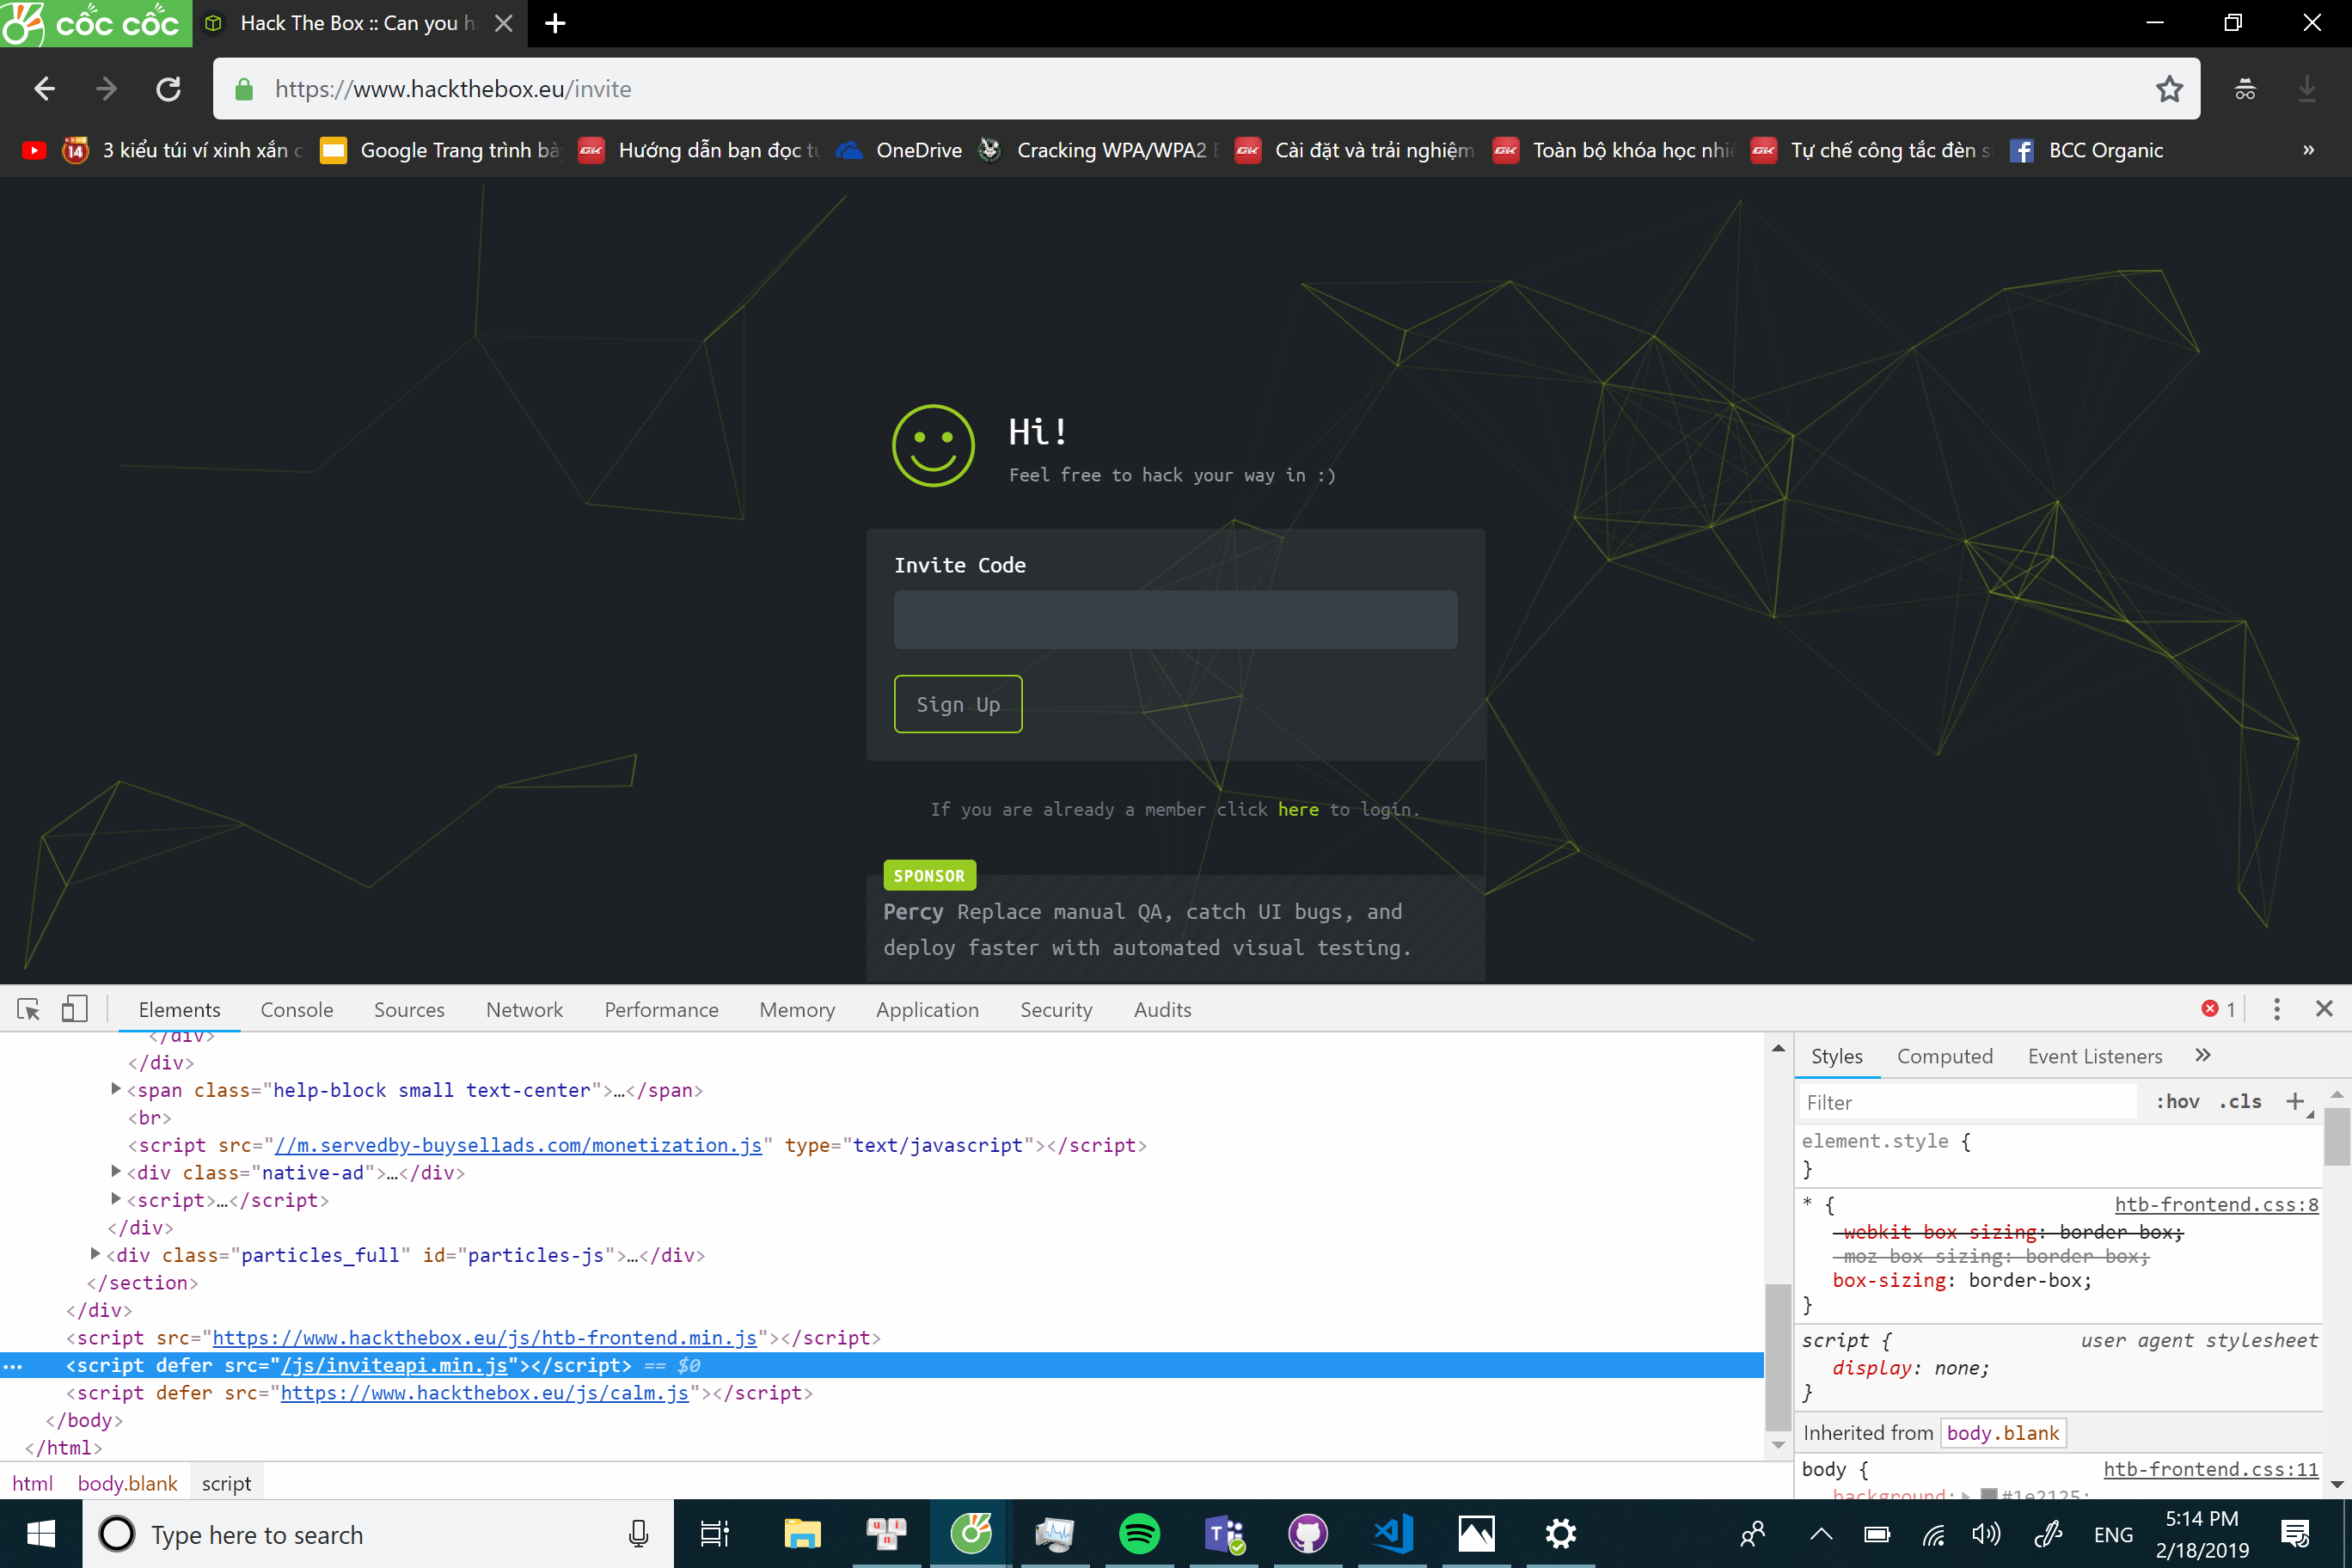 cốc cốc
Hack The Box :: Can you h
https://www.hackthebox.eu/invite
3 kiểu túi ví xinh xắn c
Google Trang trình bà
Hướng dẫn bạn đọc t
OneDrive
Cracking WPA/WPA2
Cài đặt và trải nghiệm
Toàn bộ khóa học nhi
Tự chế công tắc đèn s
BCC Organic
»
Hi!
Feel free to hack your way in :)
Invite Code
Sign Up
If you are already a member click here to login.
SPONSOR
Percy Replace manual QA, catch UI bugs, and
deploy faster with automated visual testing.
Elements Console Sources Network Performance Memory Application Security Audits 1
</div>
</div>
<span class="help-block small text-center">…</span>
<br>
<script src="//m.servedby-buysellads.com/monetization.js" type="text/javascript"></script>
<div class="native-ad">…</div>
<script>…</script>
</div>
<div class="particles_full" id="particles-js">…</div>
</section>
</div>
<script src="https://www.hackthebox.eu/js/htb-frontend.min.js"></script>
… <script defer src="/js/inviteapi.min.js"></script> == $0
<script defer src="https://www.hackthebox.eu/js/calm.js"></script>
</body>
</html>
html body.blank script
Styles Computed Event Listeners »
Filter :hov .cls +
element.style {
}
* { htb-frontend.css:8
-webkit-box-sizing: border-box;
-moz-box-sizing: border-box;
box-sizing: border-box;
}
script { user agent stylesheet
display: none;
}
Inherited from body.blank
body { htb-frontend.css:11
background: #1e2125;
Type here to search
ENG
5:14 PM
2/18/2019